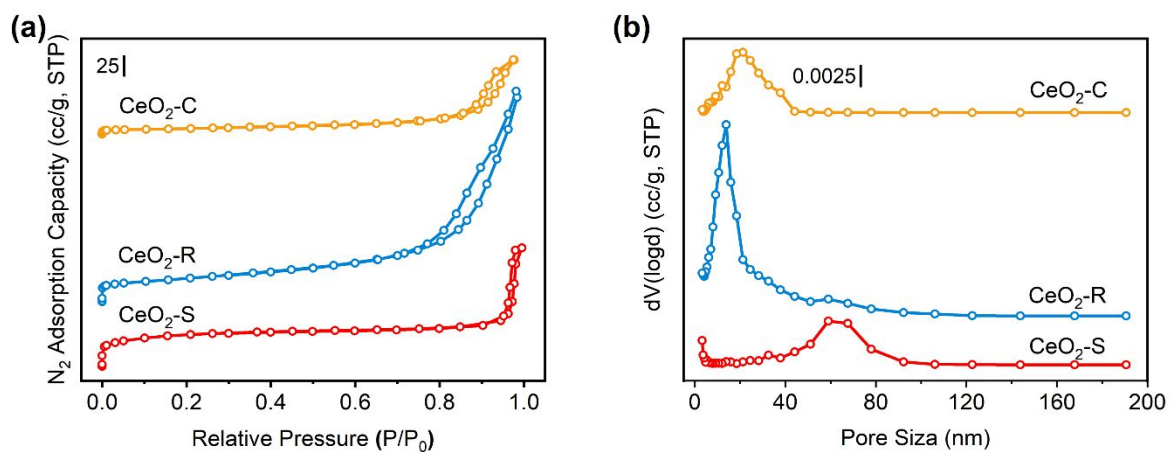 (a)
N₂ Adsorption Capacity (cc/g, STP)
25
CeO₂-C
CeO₂-R
CeO₂-S
0.0 0.2 0.4 0.6 0.8 1.0
Relative Pressure (P/P₀)
(b)
dV(logd) (cc/g, STP)
0.0025
CeO₂-C
CeO₂-R
CeO₂-S
0 40 80 120 160 200
Pore Siza (nm)